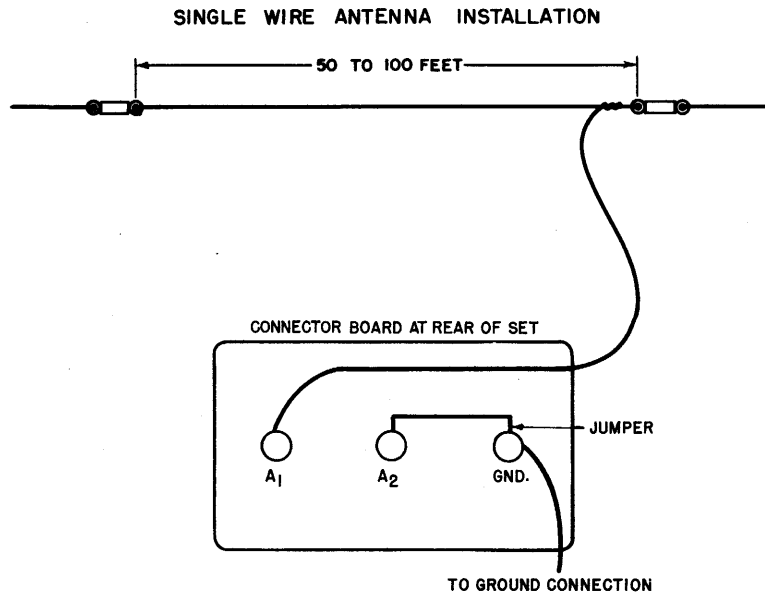 SINGLE WIRE ANTENNA INSTALLATION
50 TO 100 FEET
CONNECTOR BOARD AT REAR OF SET
JUMPER
A1
A2
GND.
TO GROUND CONNECTION